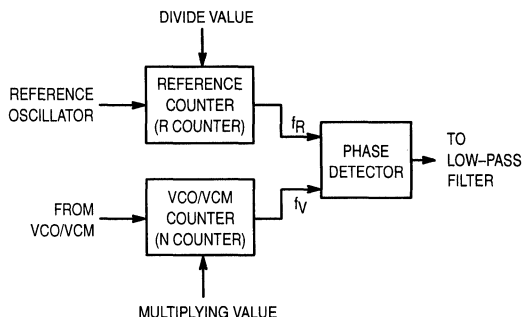 DIVIDE VALUE
REFERENCE
OSCILLATOR
REFERENCE
COUNTER
(R COUNTER)
fR
PHASE
DETECTOR
TO
LOW–PASS
FILTER
FROM
VCO/VCM
VCO/VCM
COUNTER
(N COUNTER)
fV
MULTIPLYING VALUE